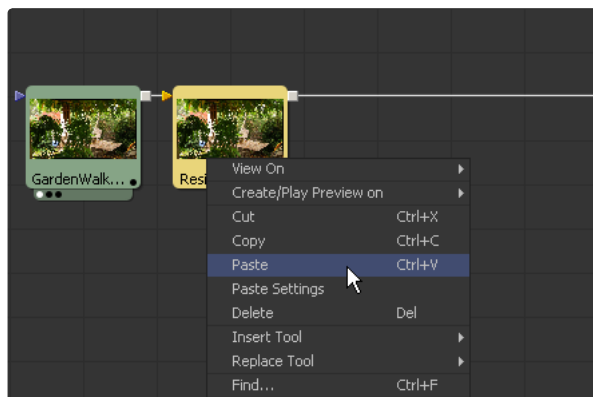 GardenWalk...
Resi
View On
Create/Play Preview on
Cut Ctrl+X
Copy Ctrl+C
Paste Ctrl+V
Paste Settings
Delete Del
Insert Tool
Replace Tool
Find... Ctrl+F